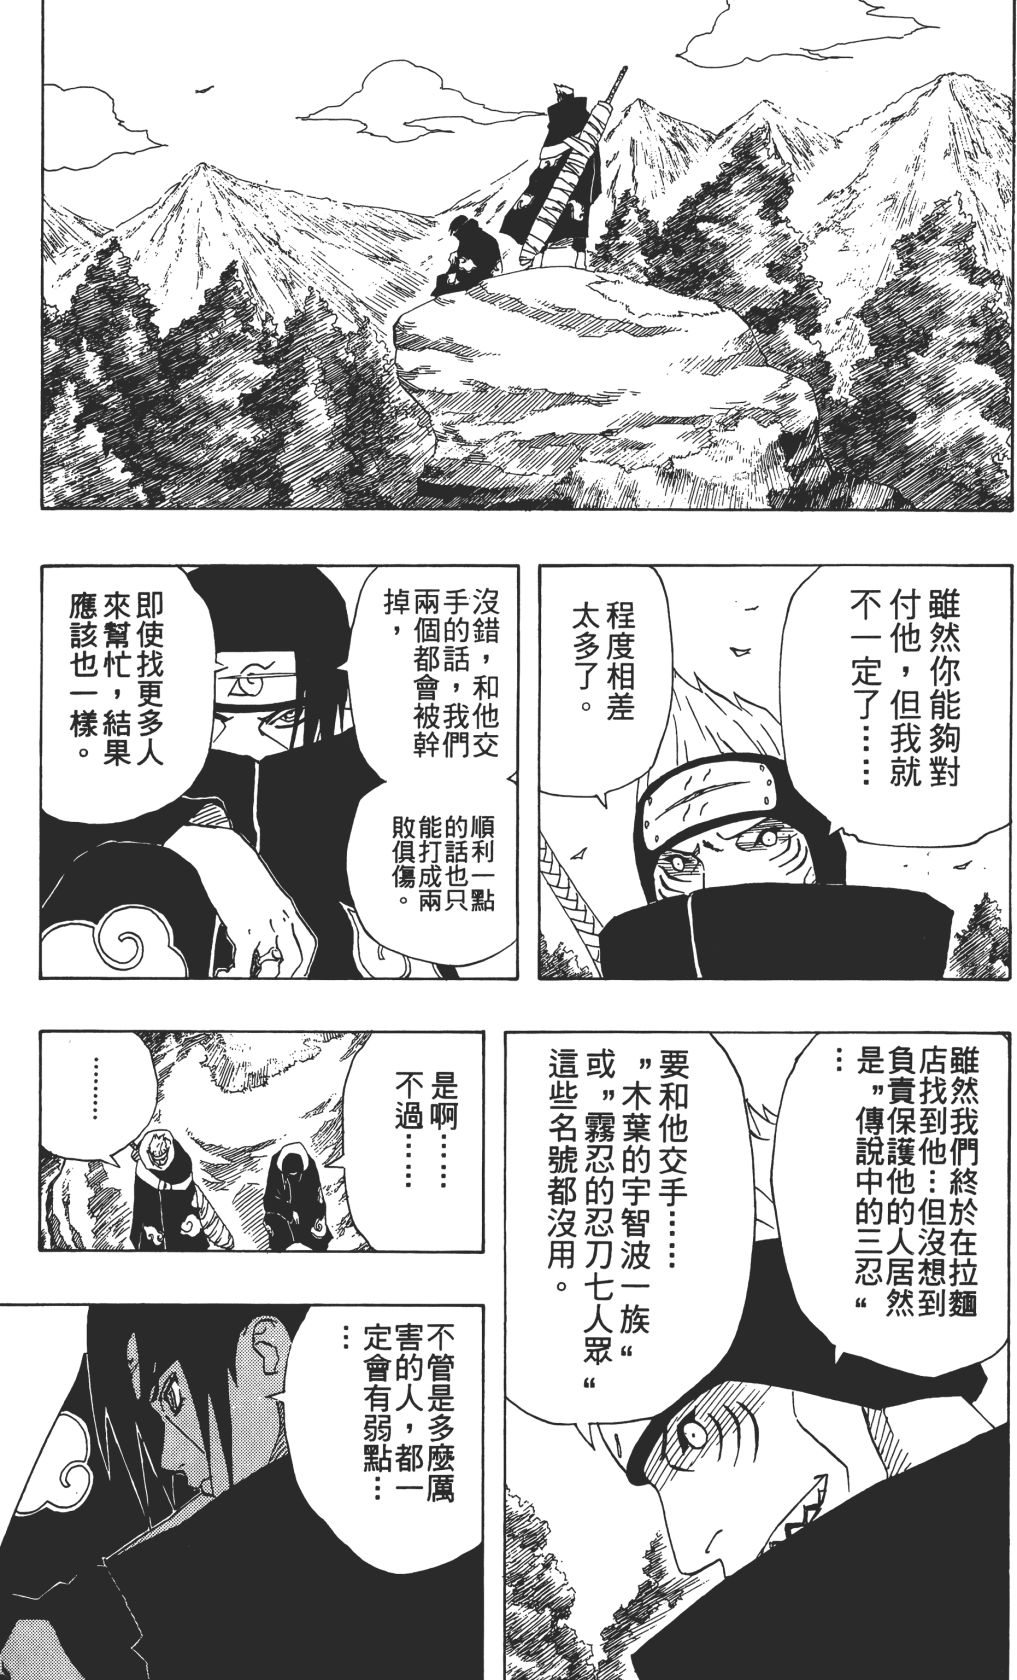 雖然你能夠對
付他，但我就
不一定了……
程度相差
太多了。
沒錯，和他交
手的話，我們
兩個都會被幹
掉，
順利一點
的話也只
能打成兩
敗俱傷。
即使找更多人
來幫忙，結果
應該也一樣。
雖然我們終於在拉麵
店找到他…但沒想到
負責保護他的人居然
是”傳說中的三忍“
…
要和他交手……
”木葉的宇智波一族“
或”霧忍的忍刀七人眾“
這些名號都沒用。
是啊……
不過……
………
不管是多麼厲
害的人，都一
定會有弱點…
…